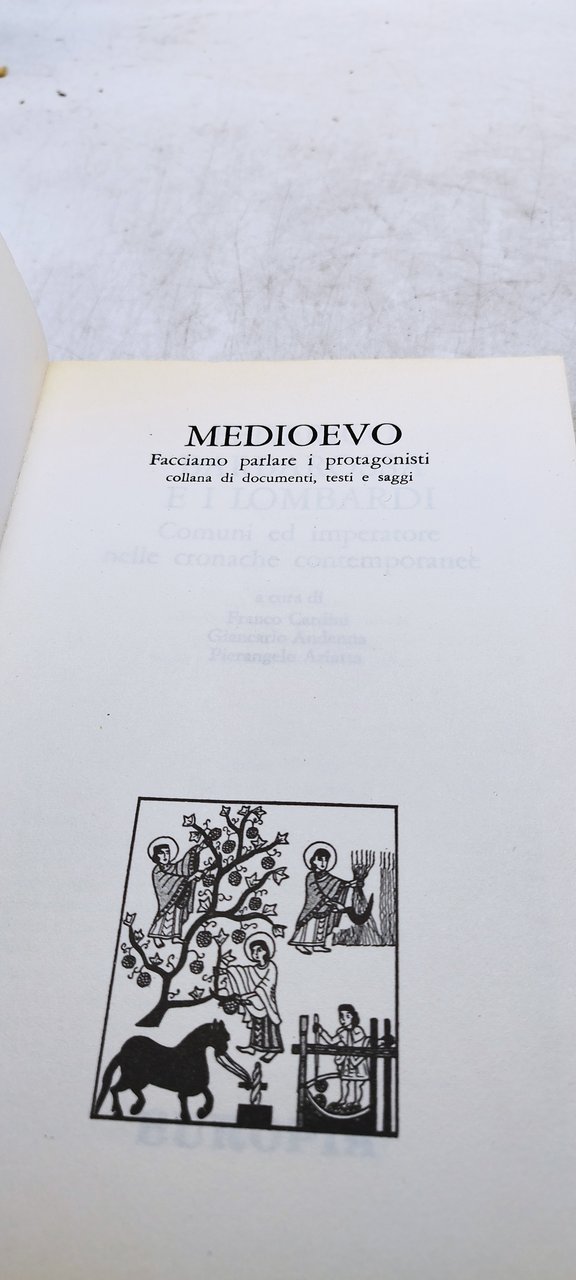 MEDIOEVO
Facciamo parlare i protagonisti
collana di documenti, testi e saggi
E I LOMBARDI
Comuni ed imperatore
nelle cronache contemporanee
a cura di
Franco Cardini
Giancarlo Andenna
Pierangelo Ariatta
EUROPIA